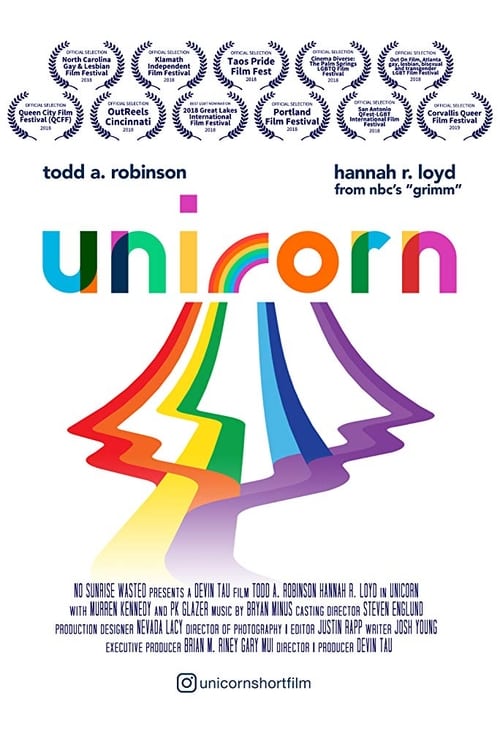 OFFICIAL SELECTION
North Carolina
Gay & Lesbian
Film Festival
2018
OFFICIAL SELECTION
Klamath
Independent
Film Festival
2018
OFFICIAL SELECTION
Taos Pride
Film Fest
2018
OFFICIAL SELECTION
Cinema Diverse:
The Palm Springs
LGBTQ Film
Festival
2018
OFFICIAL SELECTION
Out On Film, Atlanta
gay, lesbian, bisexual
and transgender
LGBT Film Festival
2018
OFFICIAL SELECTION
Queen City Film
Festival (QCFF)
2018
OFFICIAL SELECTION
OutReels
Cincinnati
2018
BEST LGBT NOMINATION
2018 Great Lakes
International
Film Festival
2018
OFFICIAL SELECTION
Portland
Film Festival
2018
OFFICIAL SELECTION
San Antonio
QFest-LGBT
International Film
Festival
2018
OFFICIAL SELECTION
Corvallis Queer
Film Festival
2019
todd a. robinson
hannah r. loyd
from nbc's "grimm"
unicorn
NO SUNRISE WASTED PRESENTS A DEVIN TAU FILM TODD A. ROBINSON HANNAH R. LOYD IN UNICORN
WITH MURREN KENNEDY AND PK GLAZER MUSIC BY BRYAN MINUS CASTING DIRECTOR STEVEN ENGLUND
PRODUCTION DESIGNER NEVADA LACY DIRECTOR OF PHOTOGRAPHY | EDITOR JUSTIN RAPP WRITER JOSH YOUNG
EXECUTIVE PRODUCER BRIAN M. RINEY GARY MUI DIRECTOR | PRODUCER DEVIN TAU
unicornshortfilm